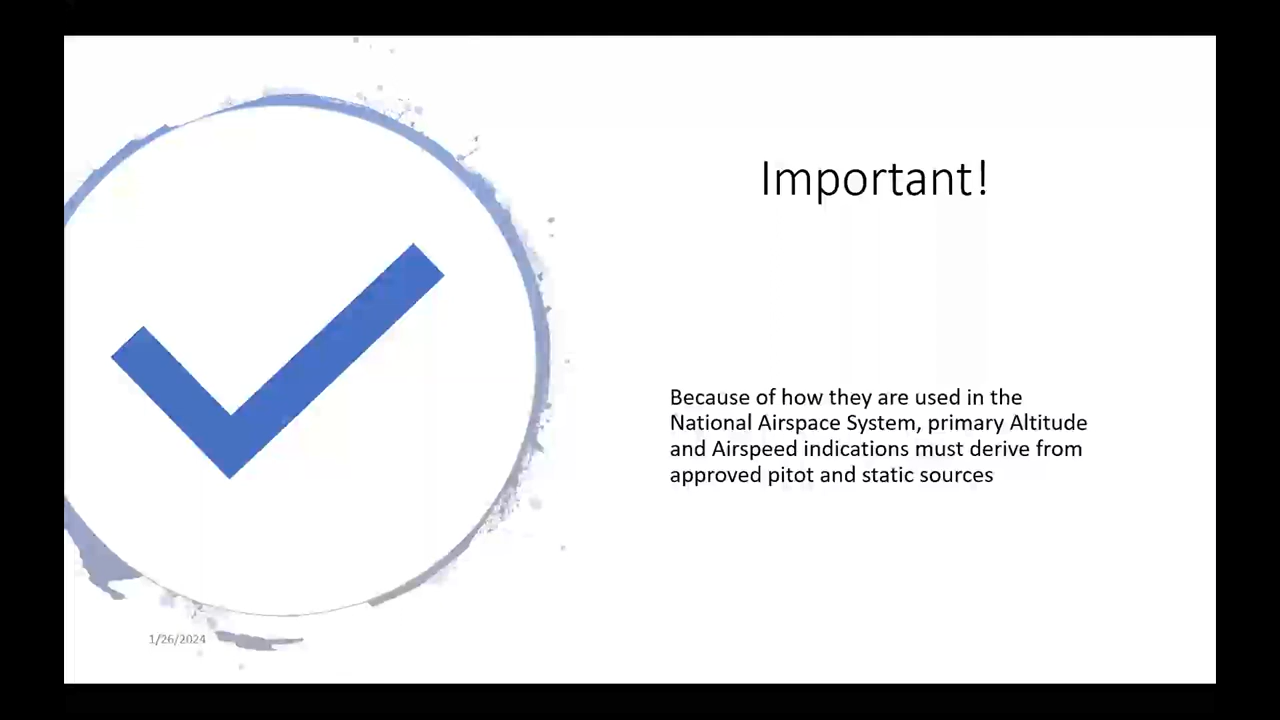 Important!
Because of how they are used in the
National Airspace System, primary Altitude
and Airspeed indications must derive from
approved pitot and static sources
1/26/2024